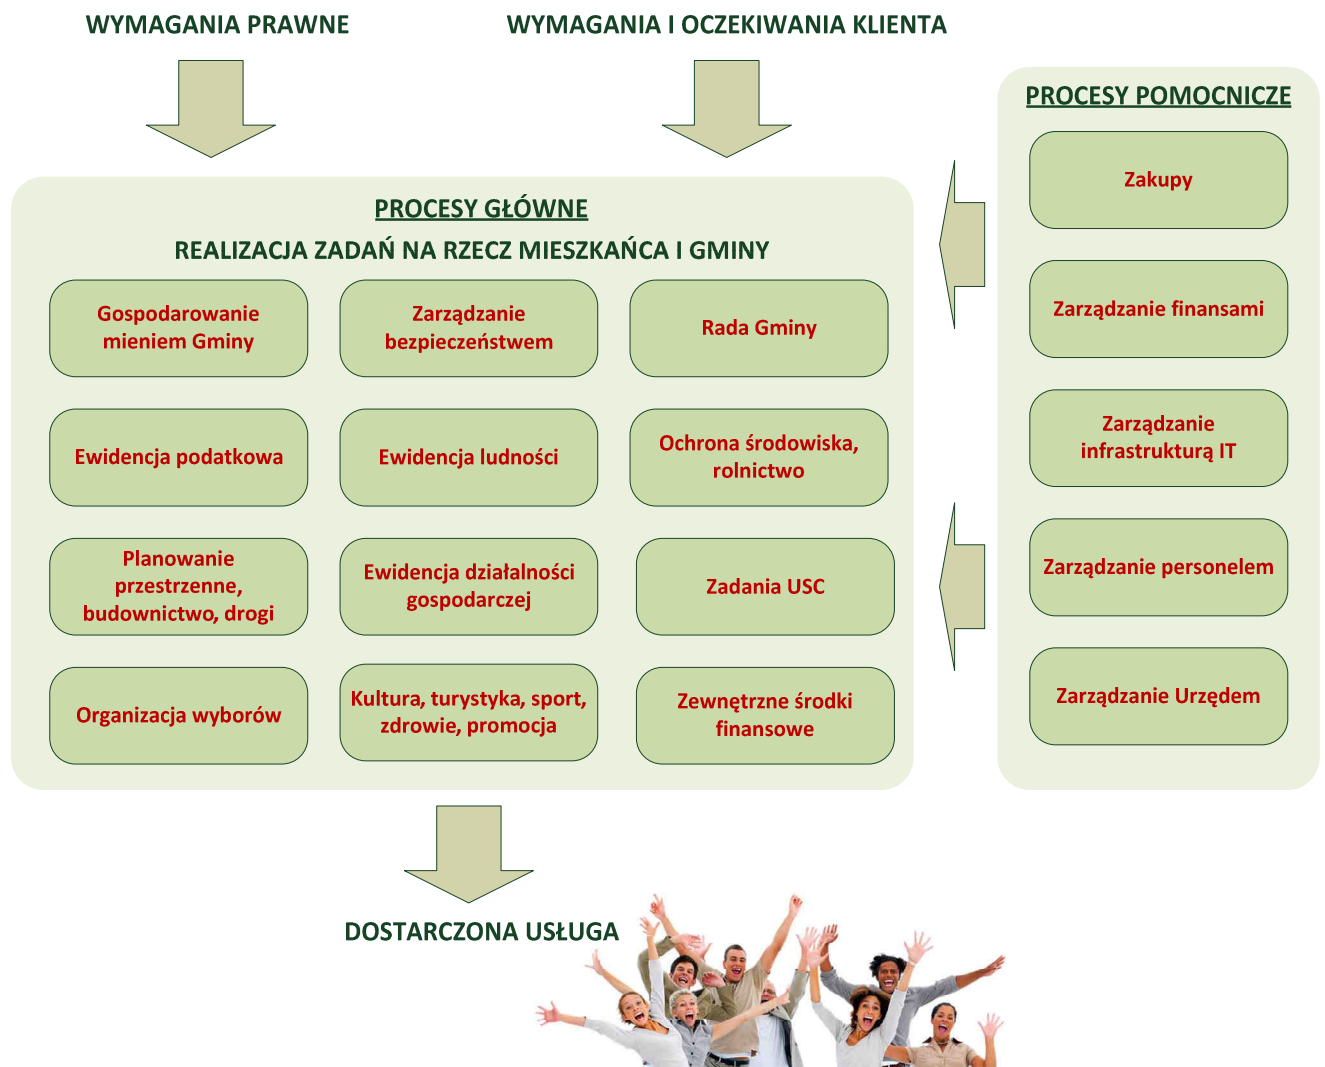 WYMAGANIA PRAWNE
WYMAGANIA I OCZEKIWANIA KLIENTA
PROCESY GŁÓWNE
REALIZACJA ZADAŃ NA RZECZ MIESZKAŃCA I GMINY
Gospodarowanie
mieniem Gminy
Zarządzanie
bezpieczeństwem
Rada Gminy
Ewidencja podatkowa
Ewidencja ludności
Ochrona środowiska,
rolnictwo
Planowanie
przestrzenne,
budownictwo, drogi
Ewidencja działalności
gospodarczej
Zadania USC
Organizacja wyborów
Kultura, turystyka, sport,
zdrowie, promocja
Zewnętrzne środki
finansowe
PROCESY POMOCNICZE
Zakupy
Zarządzanie finansami
Zarządzanie
infrastrukturą IT
Zarządzanie personelem
Zarządzanie Urzędem
DOSTARCZONA USŁUGA